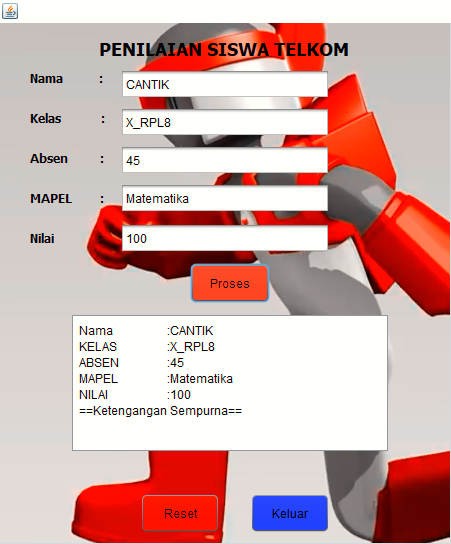 PENILAIAN SISWA TELKOM
Nama : CANTIK
Kelas : X_RPL8
Absen : 45
MAPEL : Matematika
Nilai 100
Proses
Nama :CANTIK
KELAS :X_RPL8
ABSEN :45
MAPEL :Matematika
NILAI :100
==Ketengangan Sempurna==
Reset Keluar